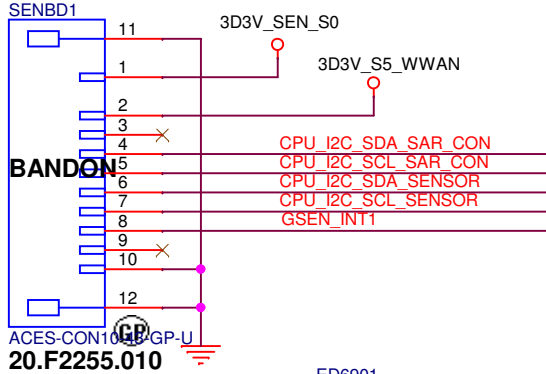 SENBD1
11
3D3V_SEN_S0
1
3D3V_S5_WWAN
2
3
4
CPU_I2C_SDA_SAR_CON
BANDON
5
CPU_I2C_SCL_SAR_CON
6
CPU_I2C_SDA_SENSOR
7
CPU_I2C_SCL_SENSOR
8
GSEN_INT1
9
10
12
GP
20.F2255.010